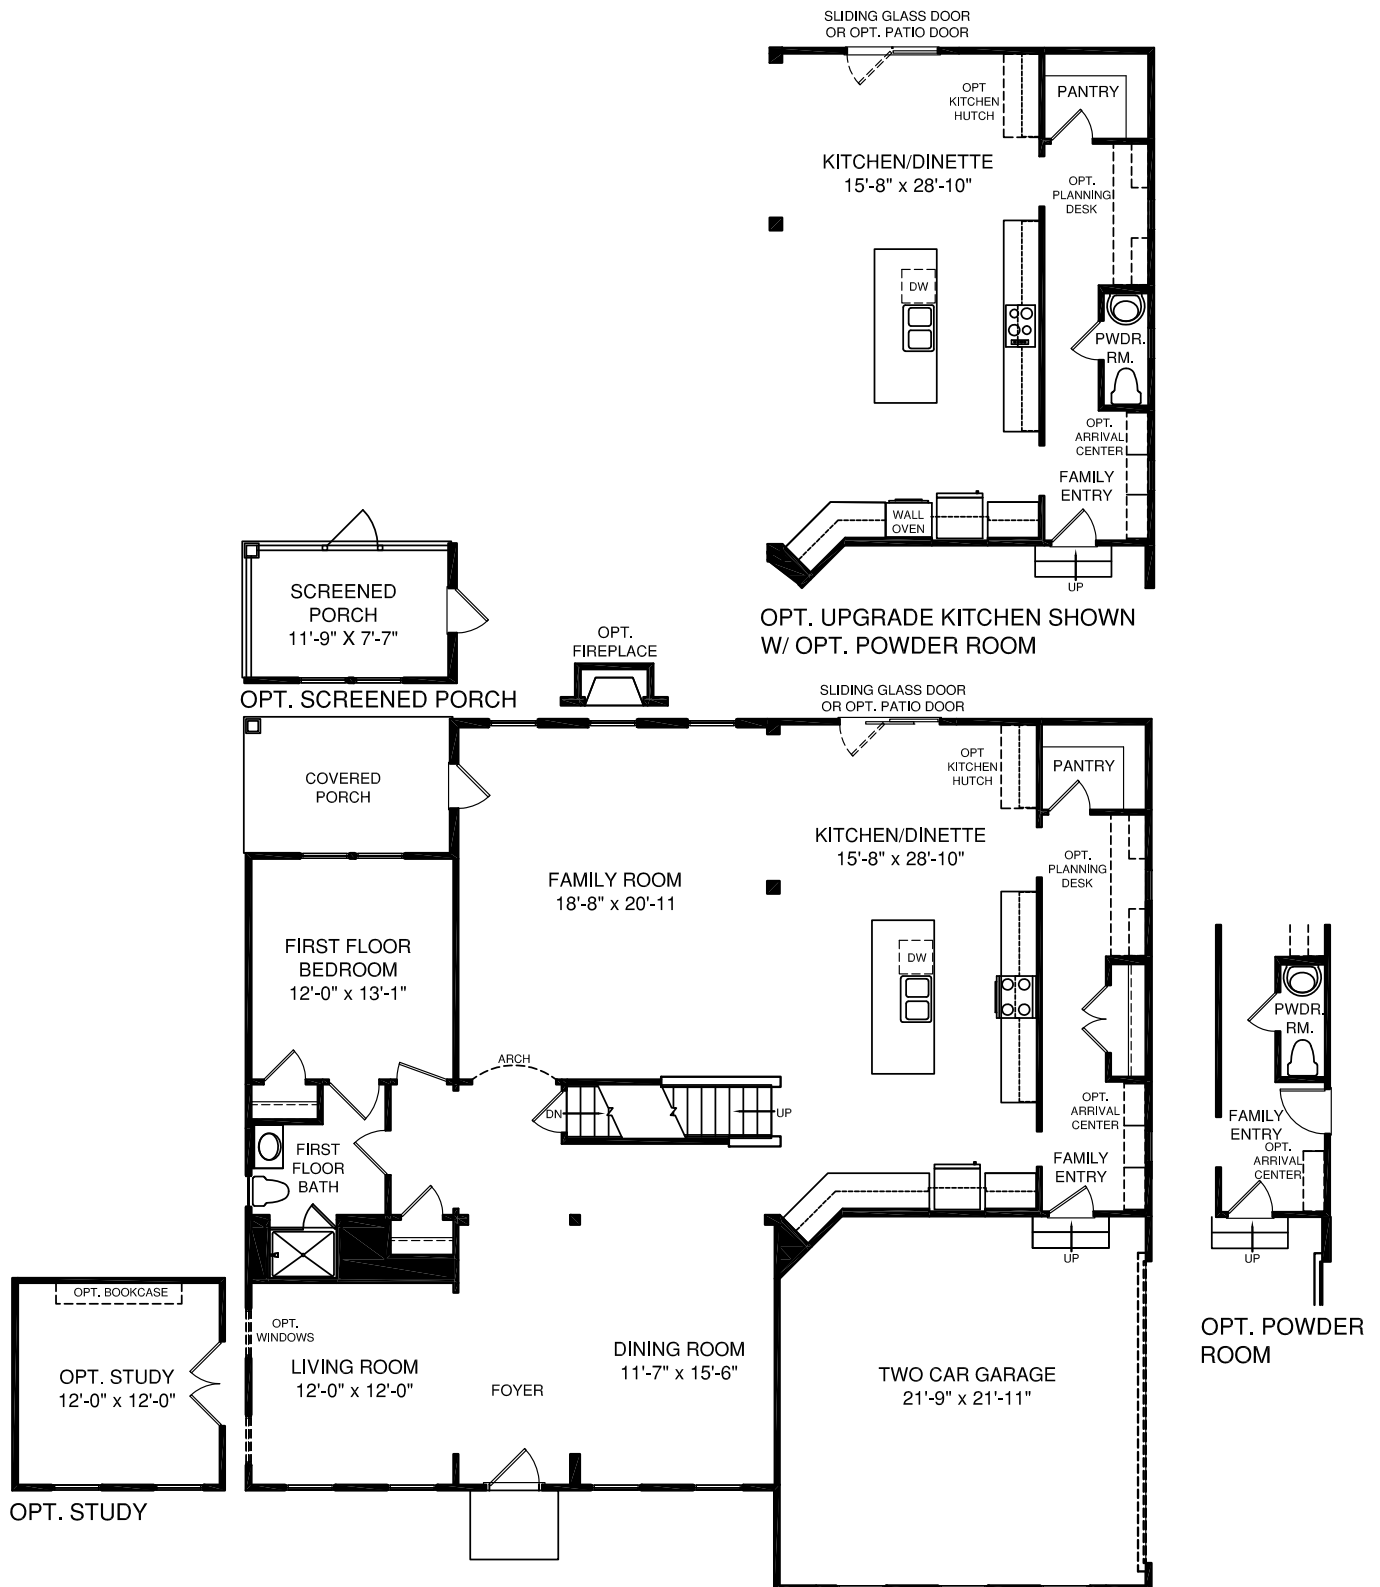 SLIDING GLASS DOOR
OR OPT. PATIO DOOR
OPT
KITCHEN
HUTCH
PANTRY
KITCHEN/DINETTE
15'-8" x 28'-10"
OPT.
PLANNING
DESK
DW
PWDR.
RM.
OPT.
ARRIVAL
CENTER
FAMILY
ENTRY
WALL
OVEN
UP
OPT. UPGRADE KITCHEN SHOWN
W/ OPT. POWDER ROOM
SCREENED
PORCH
11'-9" X 7'-7"
OPT. SCREENED PORCH
OPT.
FIREPLACE
SLIDING GLASS DOOR
OR OPT. PATIO DOOR
COVERED
PORCH
OPT
KITCHEN
HUTCH
PANTRY
KITCHEN/DINETTE
15'-8" x 28'-10"
OPT.
PLANNING
DESK
FAMILY ROOM
18'-8" x 20'-11
FIRST FLOOR
BEDROOM
12'-0" x 13'-1"
DW
ARCH
DN
UP
OPT.
ARRIVAL
CENTER
FAMILY
ENTRY
FIRST
FLOOR
BATH
UP
PWDR.
RM.
FAMILY
ENTRY
OPT.
ARRIVAL
CENTER
UP
OPT. POWDER
ROOM
OPT. BOOKCASE
OPT. STUDY
12'-0" x 12'-0"
OPT. STUDY
OPT.
WINDOWS
LIVING ROOM
12'-0" x 12'-0"
FOYER
DINING ROOM
11'-7" x 15'-6"
TWO CAR GARAGE
21'-9" x 21'-11"